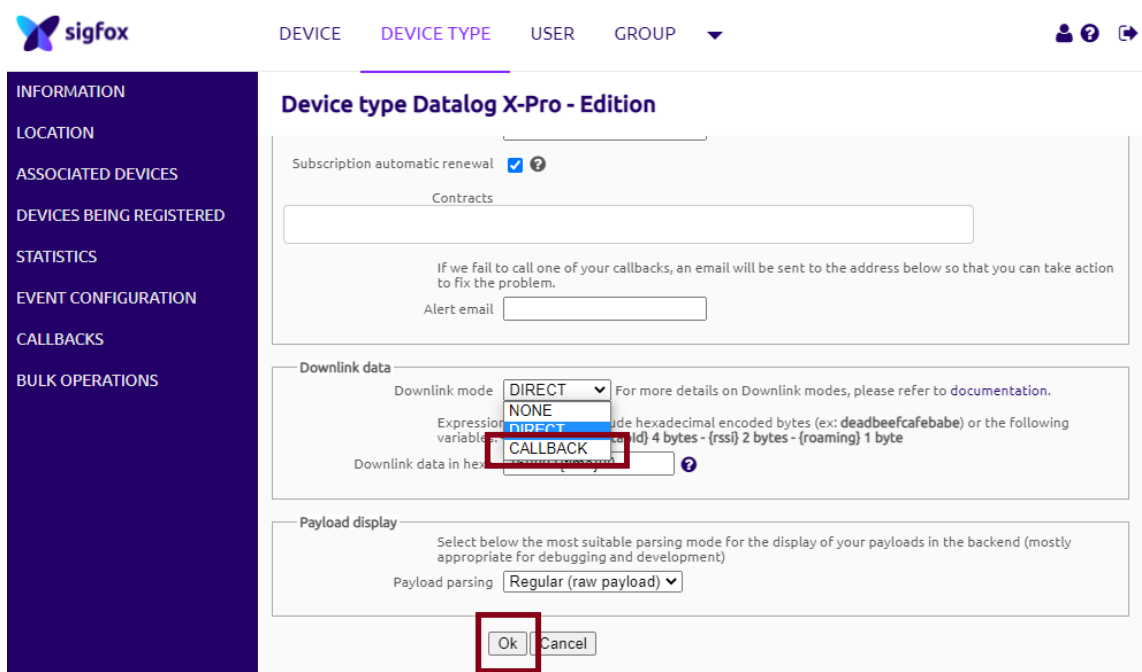 sigfox
DEVICE DEVICE TYPE USER GROUP
INFORMATION
LOCATION
ASSOCIATED DEVICES
DEVICES BEING REGISTERED
STATISTICS
EVENT CONFIGURATION
CALLBACKS
BULK OPERATIONS
Device type Datalog X-Pro - Edition
Subscription automatic renewal
Contracts
If we fail to call one of your callbacks, an email will be sent to the address below so that you can take action
to fix the problem.
Alert email
Downlink data
Downlink mode DIRECT For more details on Downlink modes, please refer to documentation.
NONE
DIRECT
CALLBACK
Expression hexadecimal encoded bytes (ex: deadbeefcafebabe) or the following
variables: 4 bytes - {rssi} 2 bytes - {roaming} 1 byte
Downlink data in hex
Payload display
Select below the most suitable parsing mode for the display of your payloads in the backend (mostly
appropriate for debugging and development)
Payload parsing Regular (raw payload)
Ok Cancel